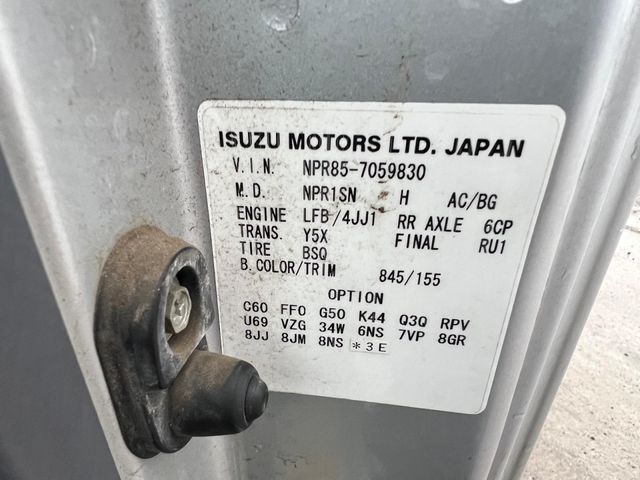 ISUZU MOTORS LTD. JAPAN
V.I.N. NPR85-7059830
M.D. NPR1SN H AC/BG
ENGINE LFB/4JJ1 RR AXLE 6CP
TRANS. Y5X FINAL RU1
TIRE BSQ
B.COLOR/TRIM 845/155
OPTION
C60 FF0 G50 K44 Q3Q RPV
U69 VZG 34W 6NS 7VP 8GR
8JJ 8JM 8NS *3E